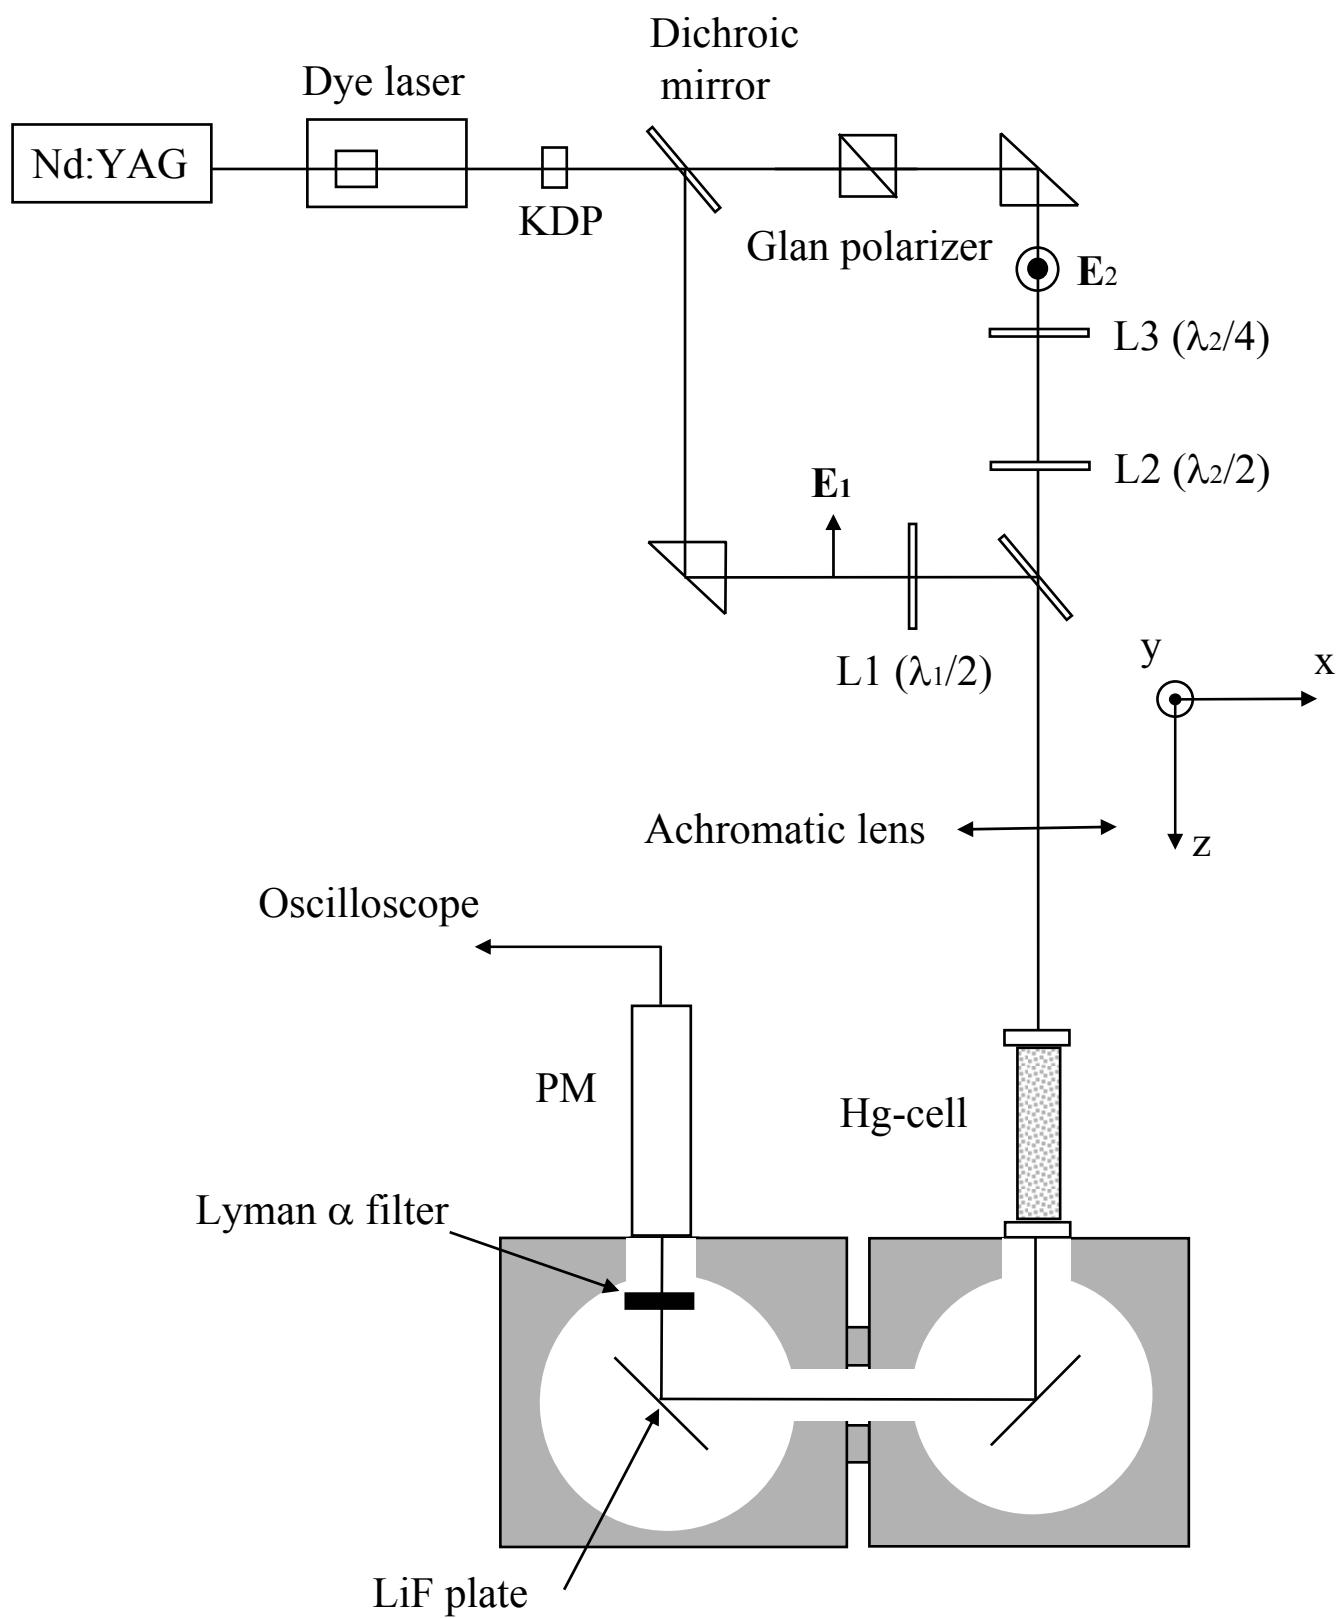 Dichroic
mirror
Dye laser
Nd:YAG
KDP
Glan polarizer
E2
L3 (λ2/4)
L2 (λ2/2)
E1
L1 (λ1/2)
y
x
z
Achromatic lens
Oscilloscope
PM
Hg-cell
Lyman α filter
LiF plate